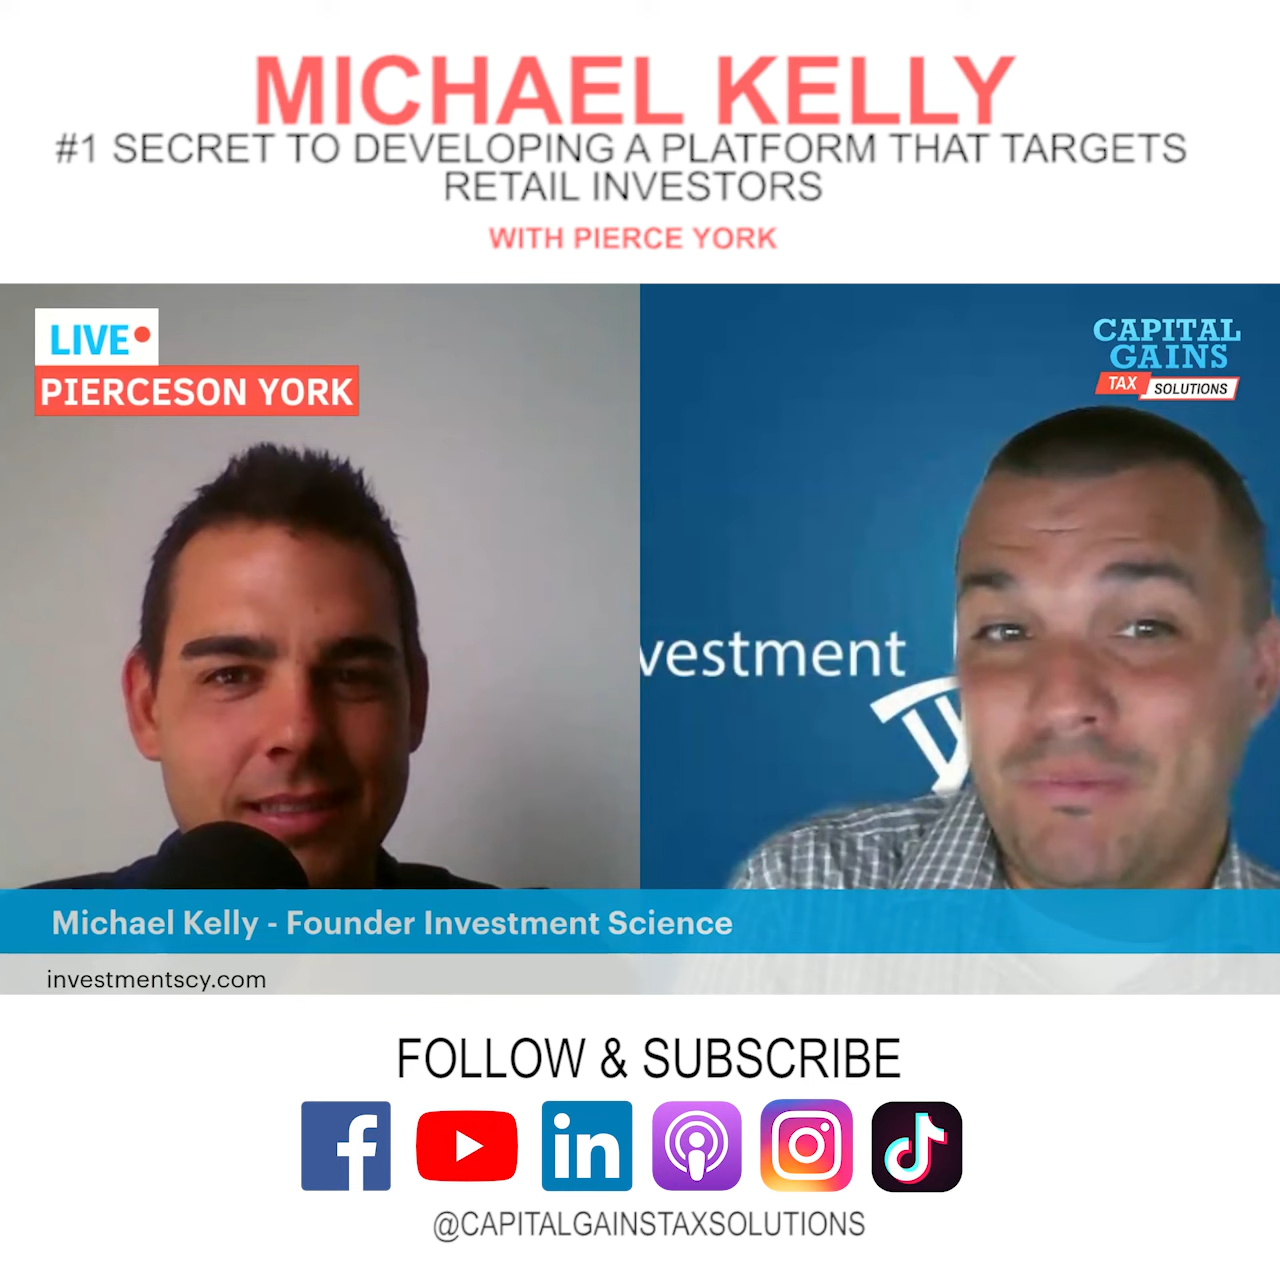 MICHAEL KELLY
#1 SECRET TO DEVELOPING A PLATFORM THAT TARGETS
RETAIL INVESTORS
WITH PIERCE YORK
LIVE
PIERCESON YORK
CAPITAL
GAINS
TAX SOLUTIONS
vestment
Michael Kelly - Founder Investment Science
investmentscy.com
FOLLOW & SUBSCRIBE
f
in
@CAPITALGAINSTAXSOLUTIONS